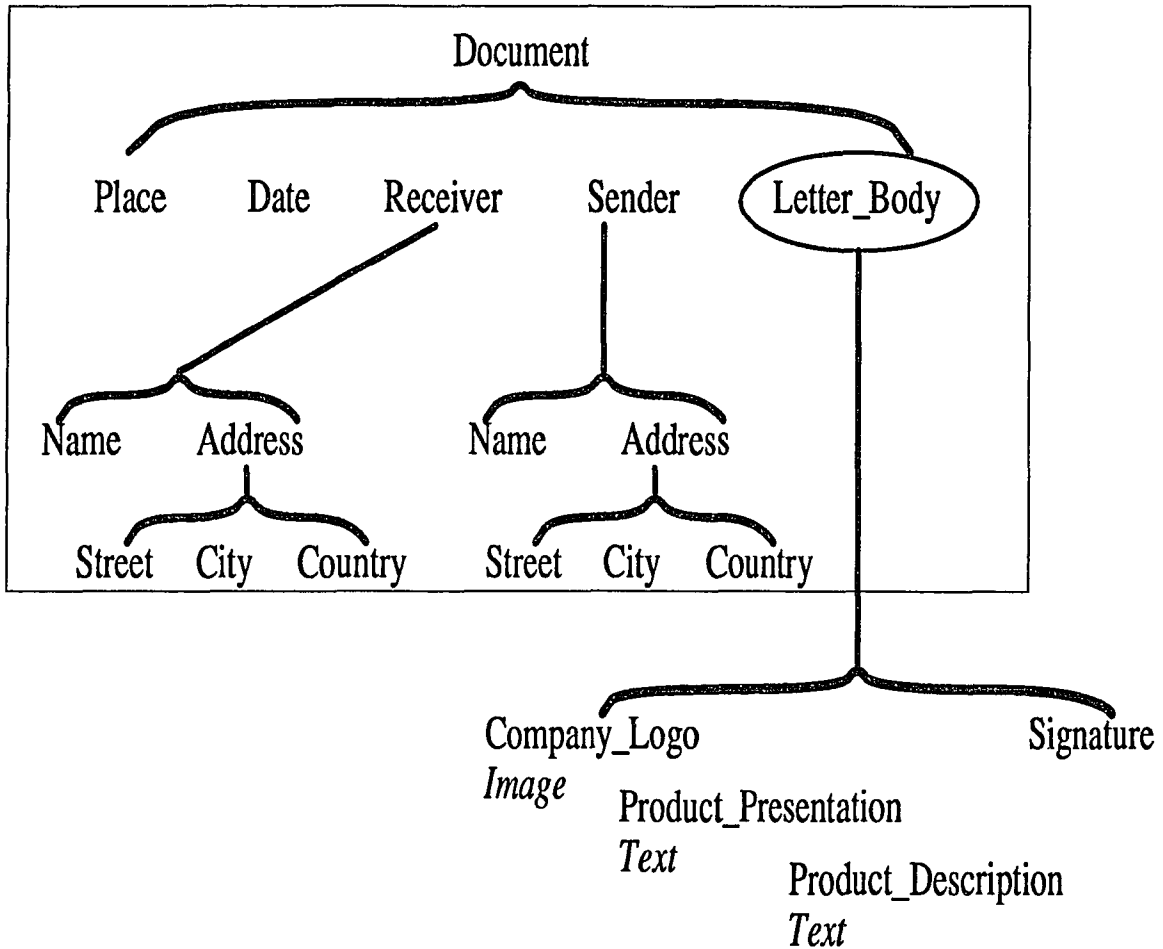 Document
Place Date Receiver Sender Letter_Body
Name Address Name Address
Street City Country Street City Country
Company_Logo Signature
Image
Product_Presentation
Text
Product_Description
Text